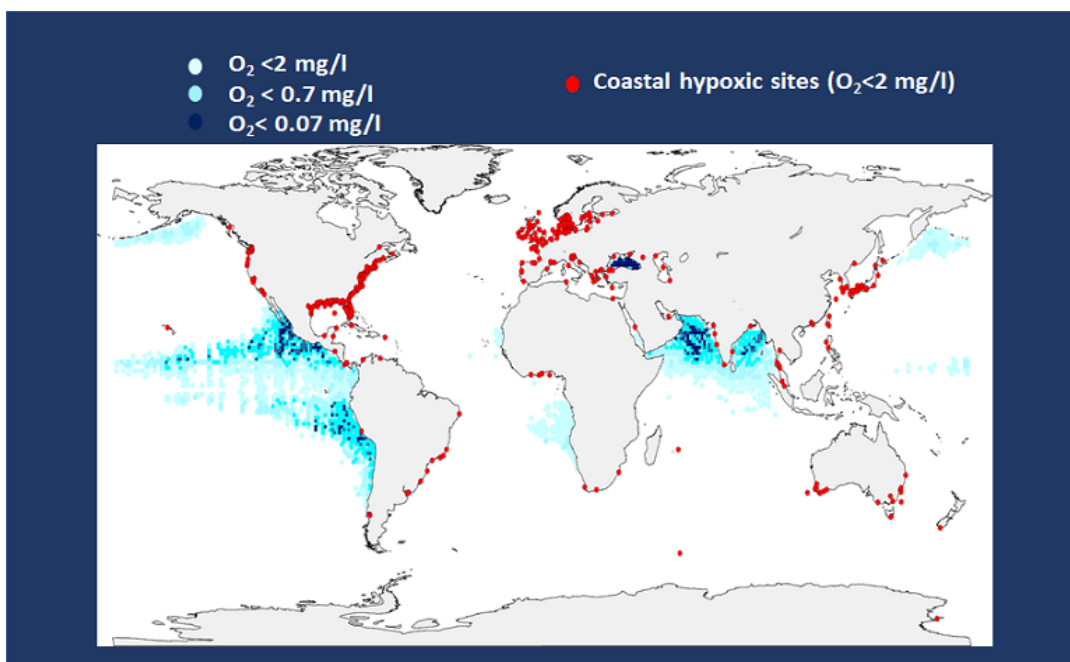 O₂ <2 mg/l
O₂ < 0.7 mg/l
O₂< 0.07 mg/l
Coastal hypoxic sites (O₂<2 mg/l)